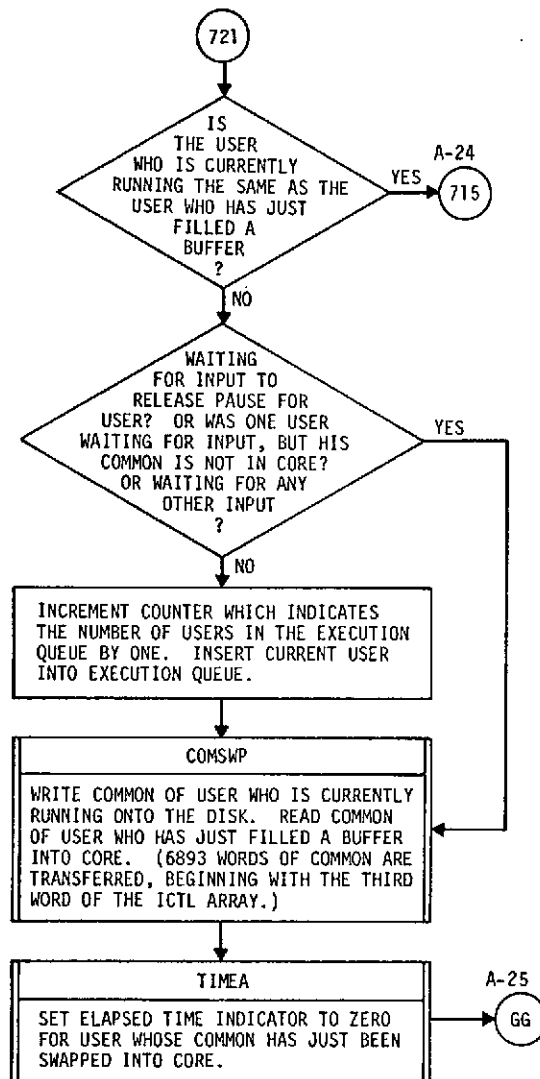 721
IS
THE USER
WHO IS CURRENTLY
RUNNING THE SAME AS THE
USER WHO HAS JUST
FILLED A
BUFFER
?
YES
A-24
715
NO
WAITING
FOR INPUT TO
RELEASE PAUSE FOR
USER? OR WAS ONE USER
WAITING FOR INPUT, BUT HIS
COMMON IS NOT IN CORE?
OR WAITING FOR ANY
OTHER INPUT
?
YES
NO
INCREMENT COUNTER WHICH INDICATES
THE NUMBER OF USERS IN THE EXECUTION
QUEUE BY ONE. INSERT CURRENT USER
INTO EXECUTION QUEUE.
COMSWP
WRITE COMMON OF USER WHO IS CURRENTLY
RUNNING ONTO THE DISK. READ COMMON
OF USER WHO HAS JUST FILLED A BUFFER
INTO CORE. (6893 WORDS OF COMMON ARE
TRANSFERRED, BEGINNING WITH THE THIRD
WORD OF THE ICTL ARRAY.)
TIMEA
SET ELAPSED TIME INDICATOR TO ZERO
FOR USER WHOSE COMMON HAS JUST BEEN
SWAPPED INTO CORE.
A-25
GG